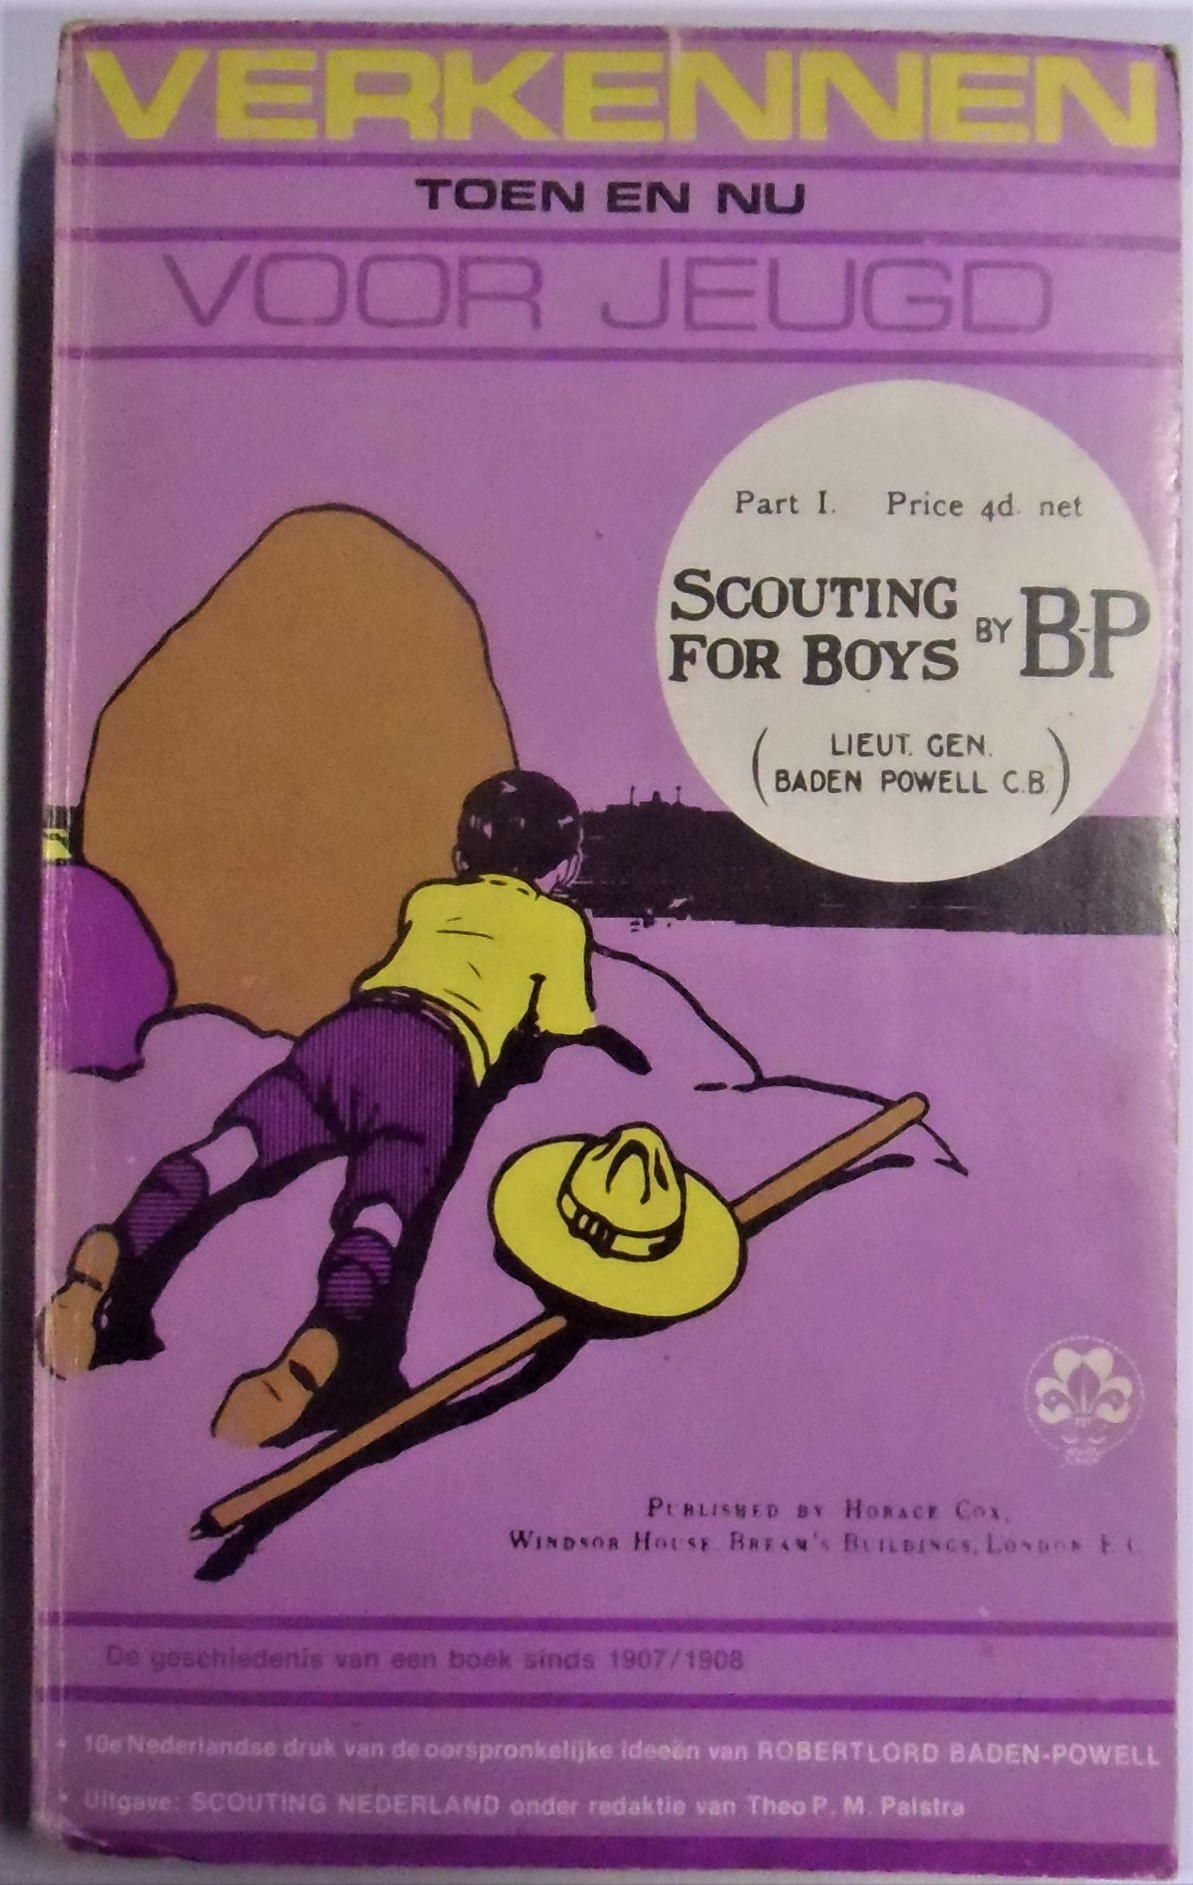 VERKENNEN
TOEN EN NU
VOOR JEUGD
Part I. Price 4d. net
SCOUTING
FOR BOYS
BY B-P
(LIEUT. GEN.
BADEN POWELL C.B.)
PUBLISHED BY HORACE COX,
WINDSOR HOUSE. BREAM'S BUILDINGS, LONDON E.C.
De geschiedenis van een boek sinds 1907/1908
• 10e Nederlandse druk van de oorspronkelijke ideeën van ROBERT LORD BADEN-POWELL
• Uitgave: SCOUTING NEDERLAND onder redaktie van Theo P. M. Palstra